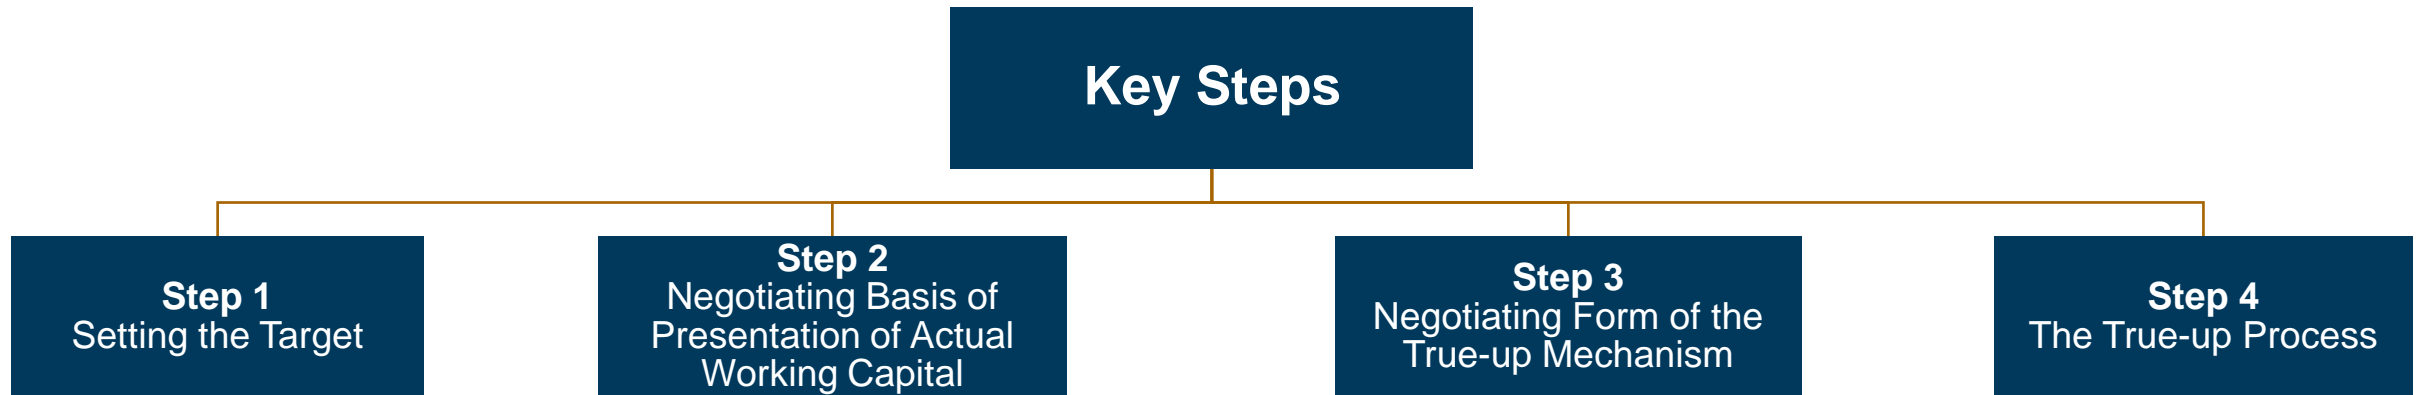 Key Steps
Step 1
Setting the Target
Step 2
Negotiating Basis of
Presentation of Actual
Working Capital
Step 3
Negotiating Form of the
True-up Mechanism
Step 4
The True-up Process